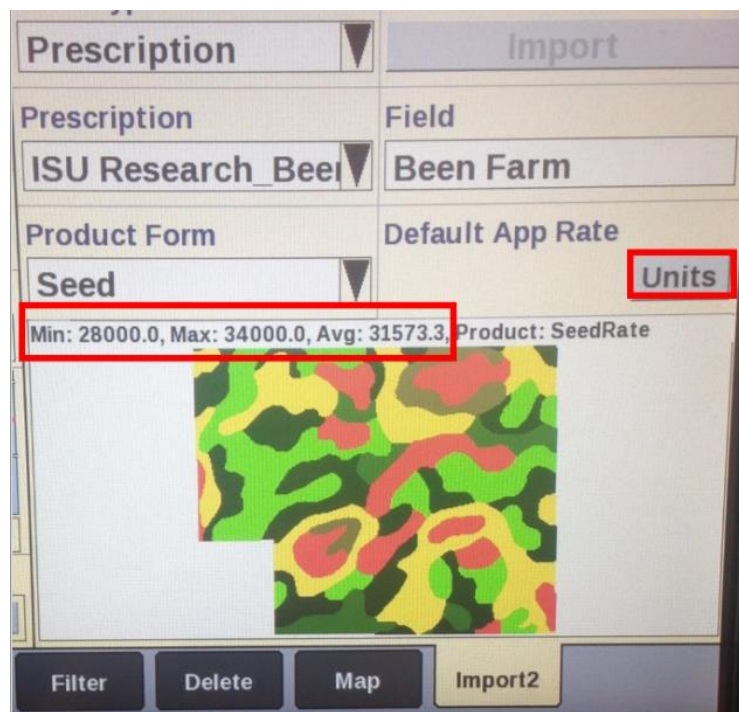 Prescription
Import
Prescription
Field
ISU Research_Bee
Been Farm
Product Form
Default App Rate
Seed
Units
Min: 28000.0, Max: 34000.0, Avg: 31573.3, Product: SeedRate
Filter
Delete
Map
Import2